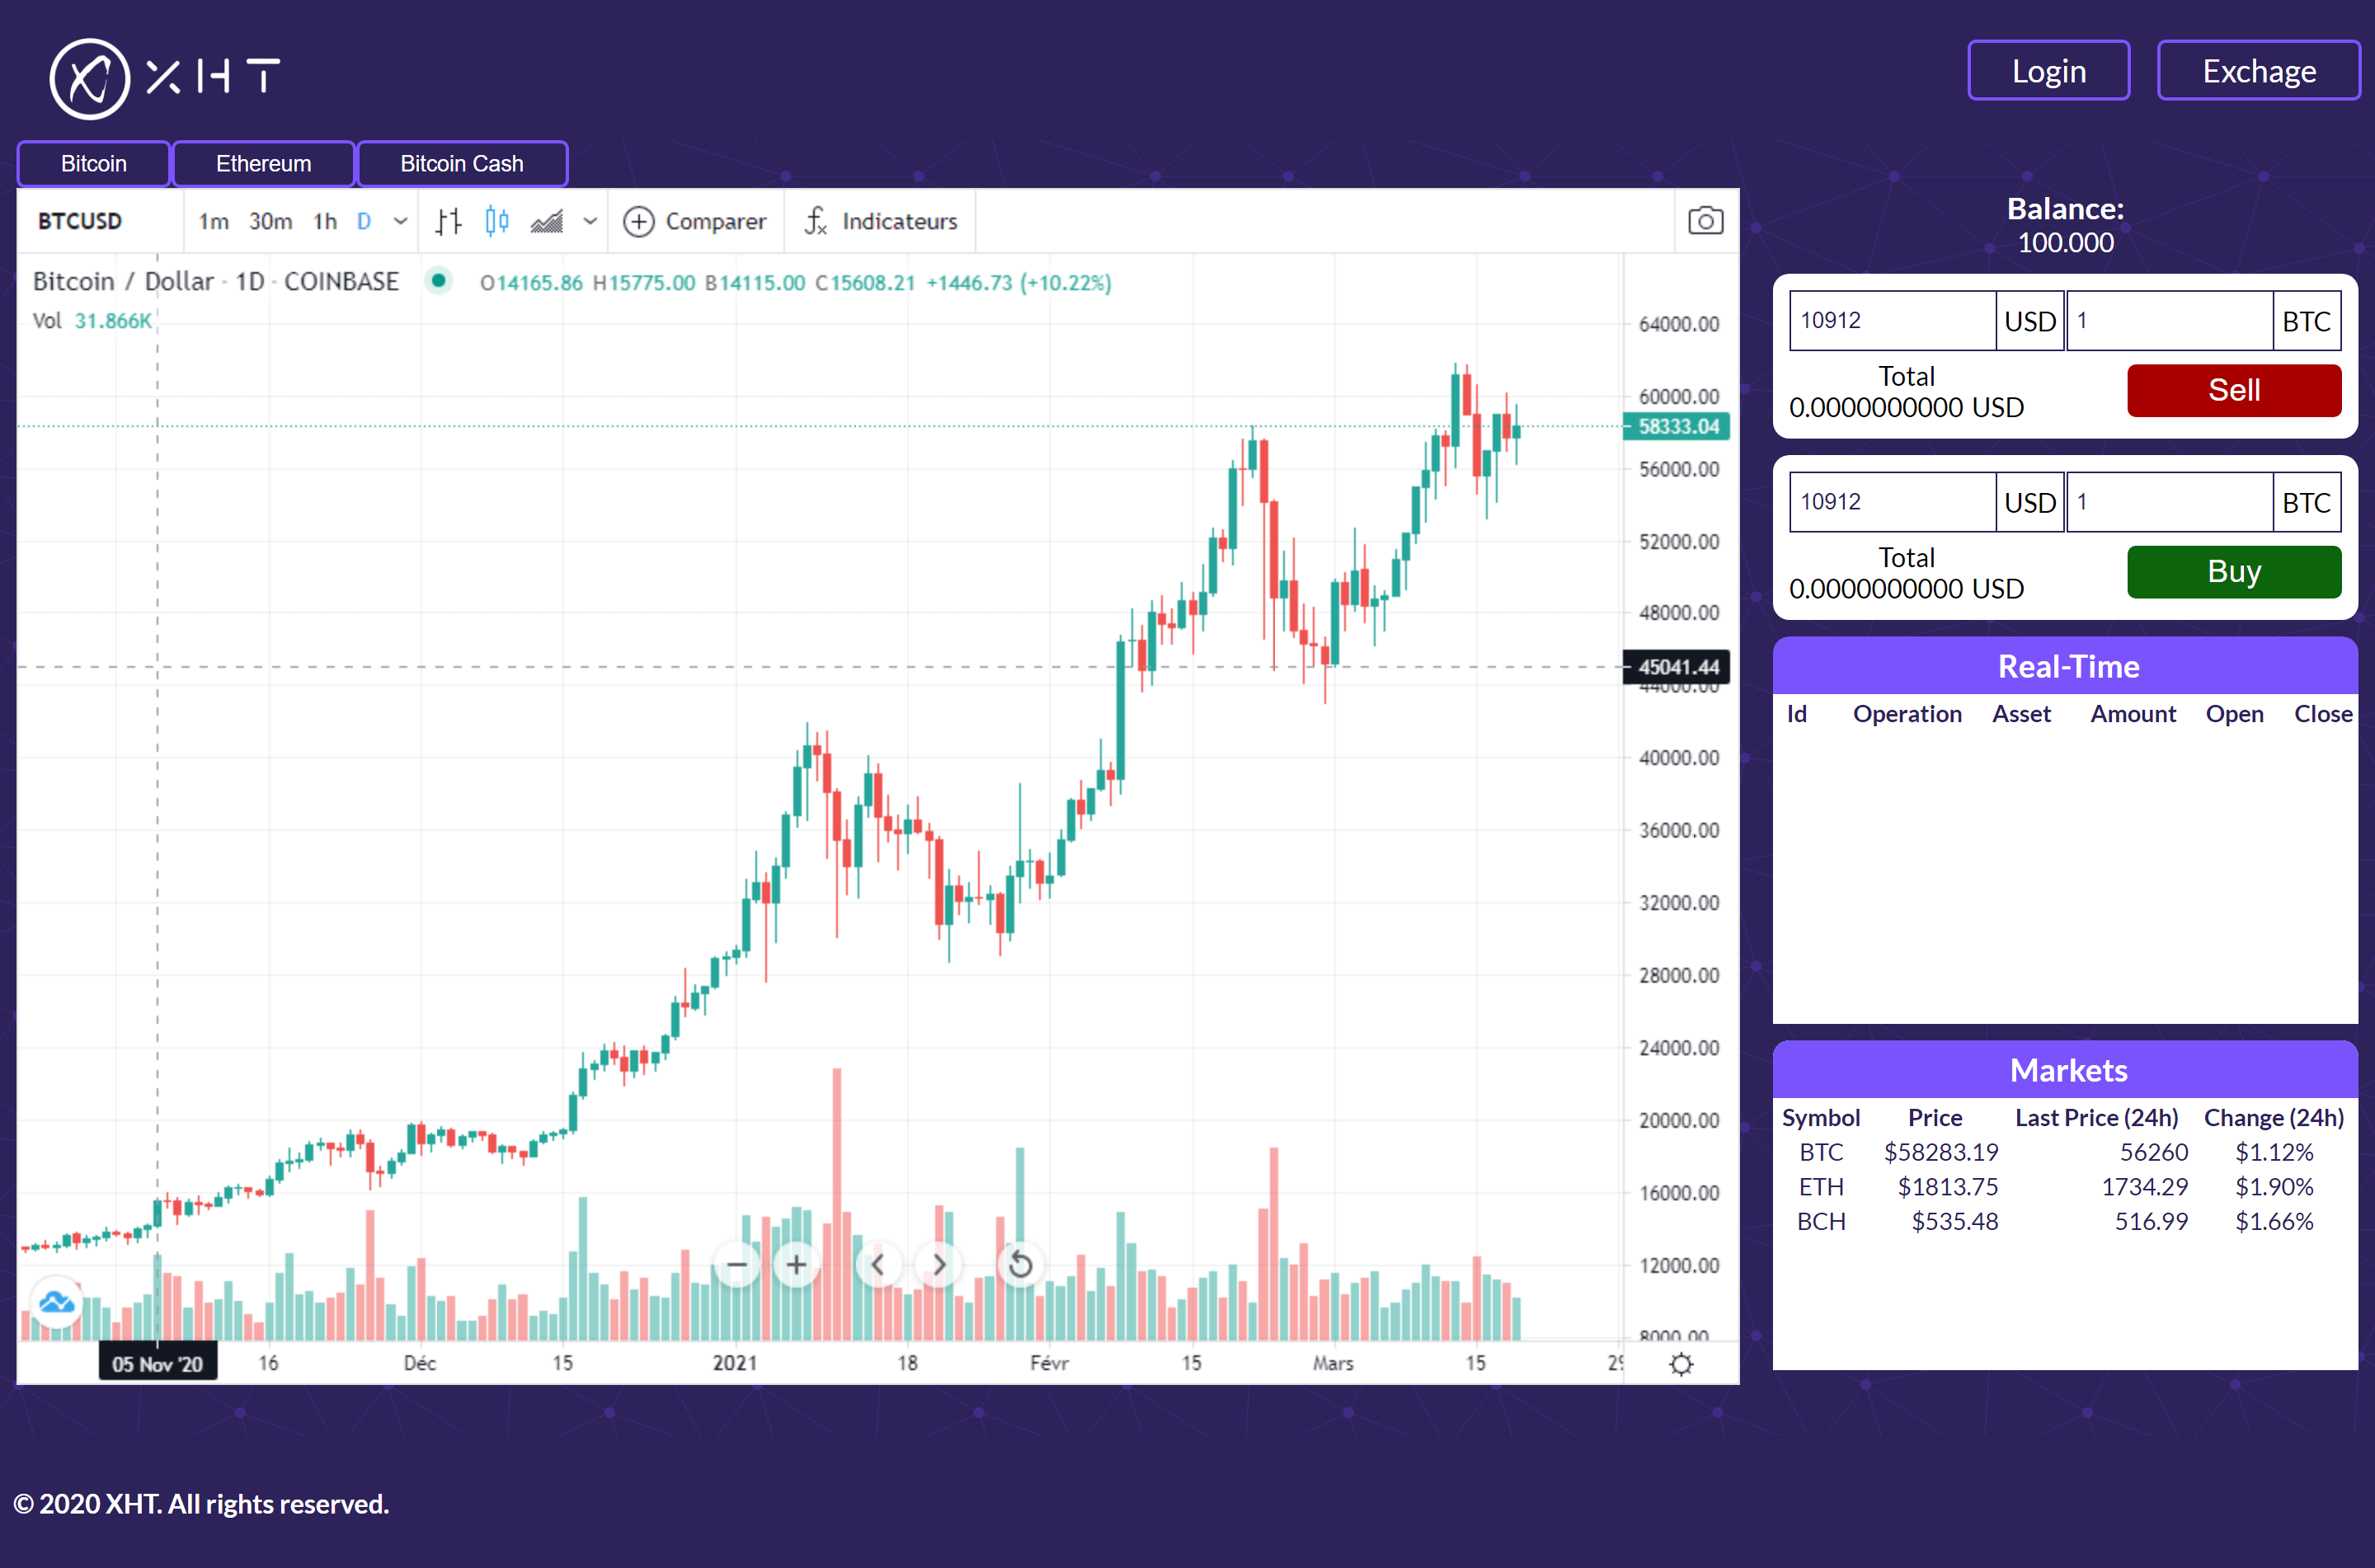 XHT
Login
Exchage
Bitcoin
Ethereum
Bitcoin Cash
BTCUSD
1m 30m 1h D
Comparer
Indicateurs
Bitcoin / Dollar · 1D · COINBASE
O14165.86 H15775.00 B14115.00 C15608.21 +1446.73 (+10.22%)
Vol 31.866K
64000.00
60000.00
58333.04
56000.00
52000.00
48000.00
45041.44
44000.00
40000.00
36000.00
32000.00
28000.00
24000.00
20000.00
16000.00
12000.00
8000.00
05 Nov '20
16
Déc
15
2021
18
Févr
15
Mars
15
Balance:
100.000
10912 USD 1 BTC
Total
0.0000000000 USD
Sell
10912 USD 1 BTC
Total
0.0000000000 USD
Buy
Real-Time
Id Operation Asset Amount Open Close
Markets
Symbol Price Last Price (24h) Change (24h)
BTC $58283.19 56260 $1.12%
ETH $1813.75 1734.29 $1.90%
BCH $535.48 516.99 $1.66%
© 2020 XHT. All rights reserved.